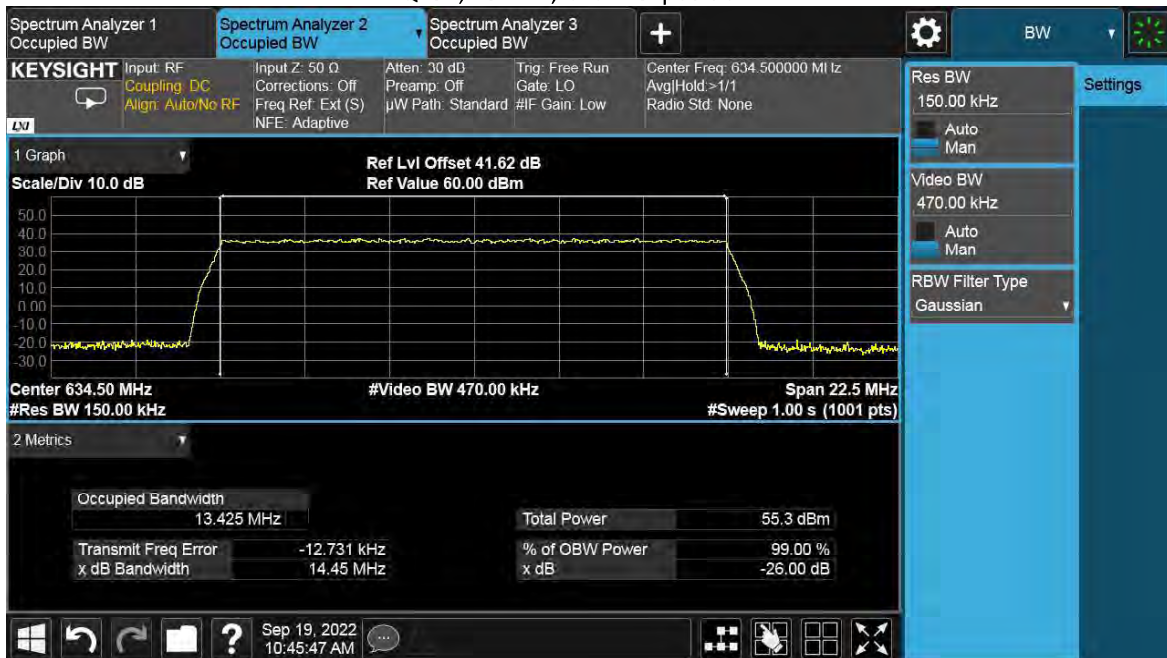 Spectrum Analyzer 1
Occupied BW
Spectrum Analyzer 2
Occupied BW
Spectrum Analyzer 3
Occupied BW
+
BW
KEYSIGHT
LXI
Input: RF
Coupling: DC
Align: Auto/No RF
Input Z: 50 Ω
Corrections: Off
Freq Ref: Ext (S)
NFE: Adaptive
Atten: 30 dB
Preamp: Off
µW Path: Standard
Trig: Free Run
Gate: LO
#IF Gain: Low
Center Freq: 634.500000 MHz
Avg|Hold:>1/1
Radio Std: None
1 Graph
Scale/Div 10.0 dB
Ref Lvl Offset 41.62 dB
Ref Value 60.00 dBm
50.0
40.0
30.0
20.0
10.0
0.00
-10.0
-20.0
-30.0
Center 634.50 MHz
#Res BW 150.00 kHz
#Video BW 470.00 kHz
Span 22.5 MHz
#Sweep 1.00 s (1001 pts)
2 Metrics
Occupied Bandwidth
13.425 MHz
Transmit Freq Error -12.731 kHz
x dB Bandwidth 14.45 MHz
Total Power 55.3 dBm
% of OBW Power 99.00 %
x dB -26.00 dB
Res BW
150.00 kHz
Auto
Man
Video BW
470.00 kHz
Auto
Man
RBW Filter Type
Gaussian
Settings
?
Sep 19, 2022
10:45:47 AM